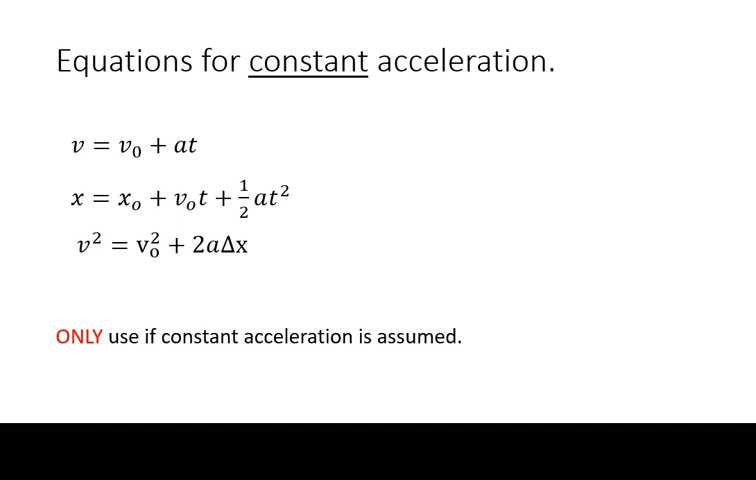 Equations for constant acceleration.
v = v₀ + at
x = xₒ + vₒt + ½at²
v² = vₒ² + 2aΔx
ONLY use if constant acceleration is assumed.